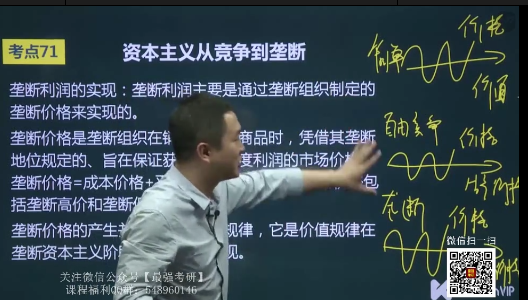 考点71
资本主义从竞争到垄断
垄断利润的实现：垄断利润主要是通过垄断组织制定的
垄断价格来实现的。
垄断价格是垄断组织在 商品时，凭借其垄断
地位规定的、旨在保证获 度利润的市场价格
垄断价格=成本价格+ 包
括垄断高价和垄断低
垄断价格的产生并 规律，它是价值规律在
垄断资本主义阶 现。
简单
价格
价值
自由竞争
价格
生产价格
垄断
价格
微信扫一扫
关注微信公众号【最强考研】
课程福利QQ群：548960146
VIP